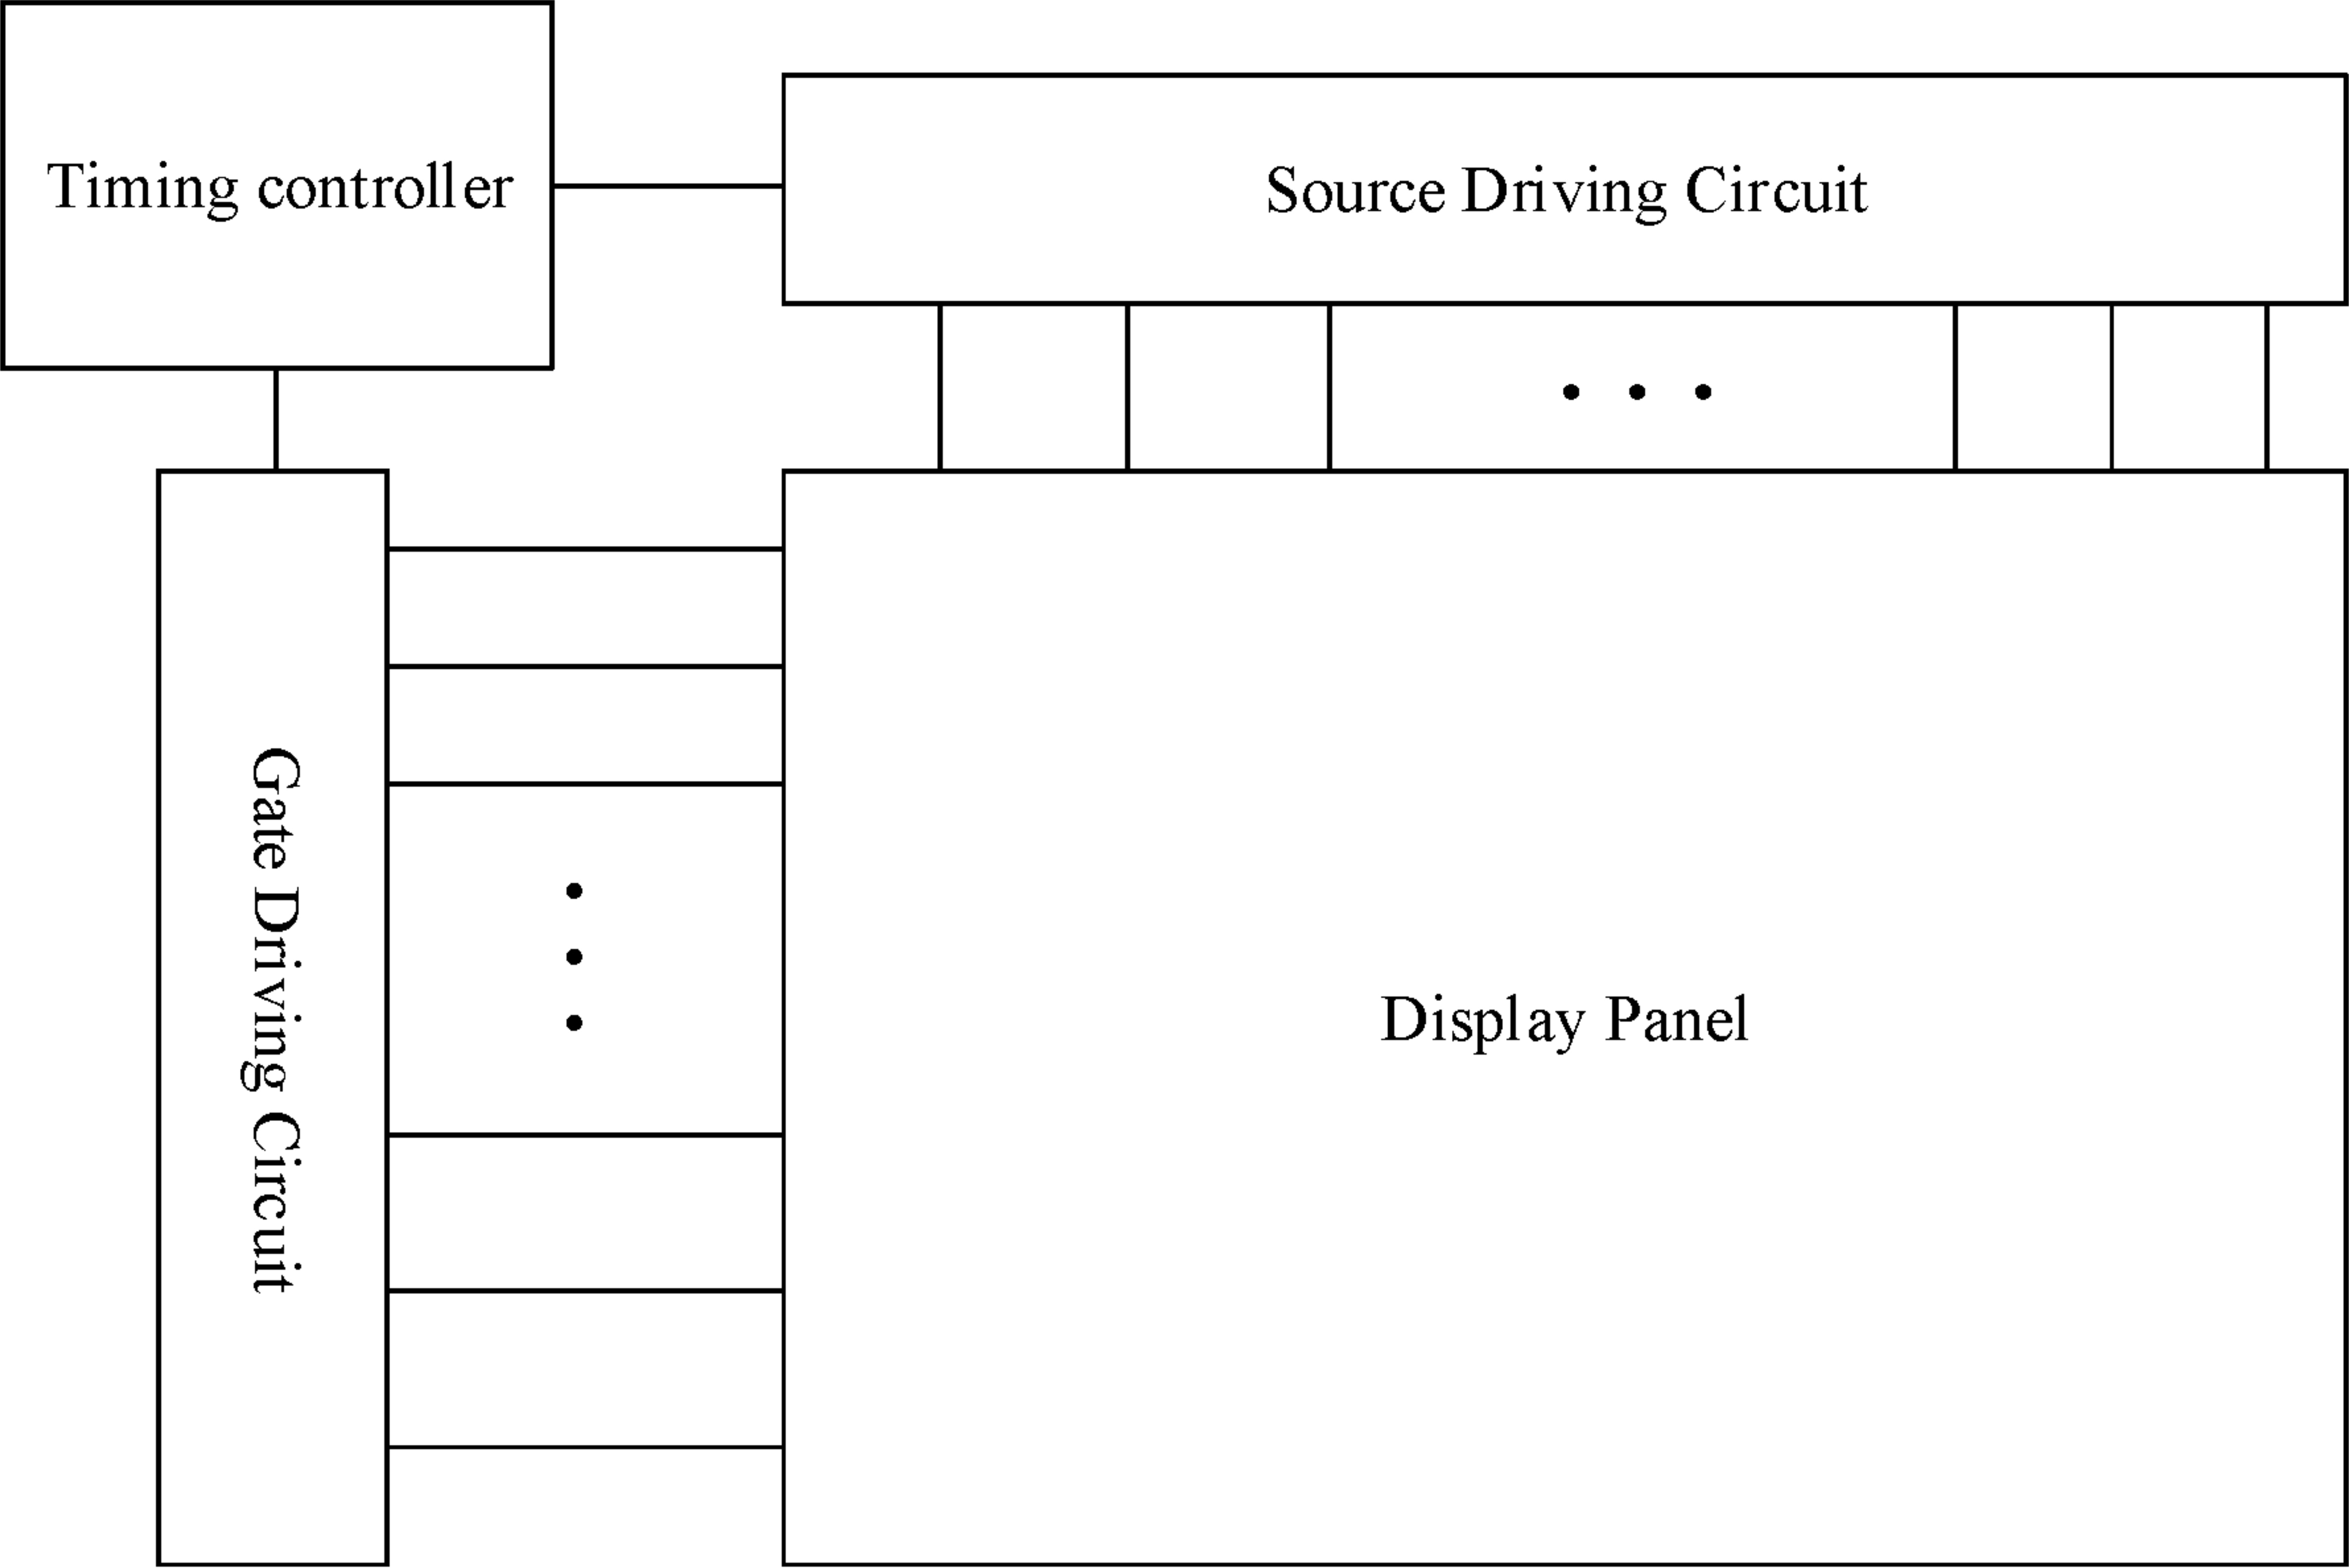 Timing controller
Source Driving Circuit
Gate Driving Circuit
Display Panel